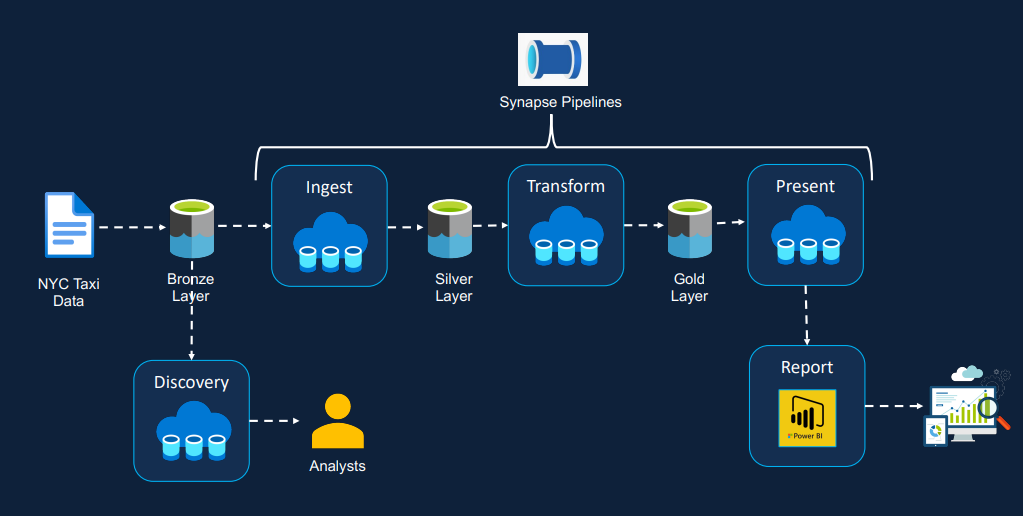 Synapse Pipelines
Ingest
Transform
Present
NYC Taxi
Data
Bronze
Layer
Silver
Layer
Gold
Layer
Discovery
Analysts
Report
Power BI